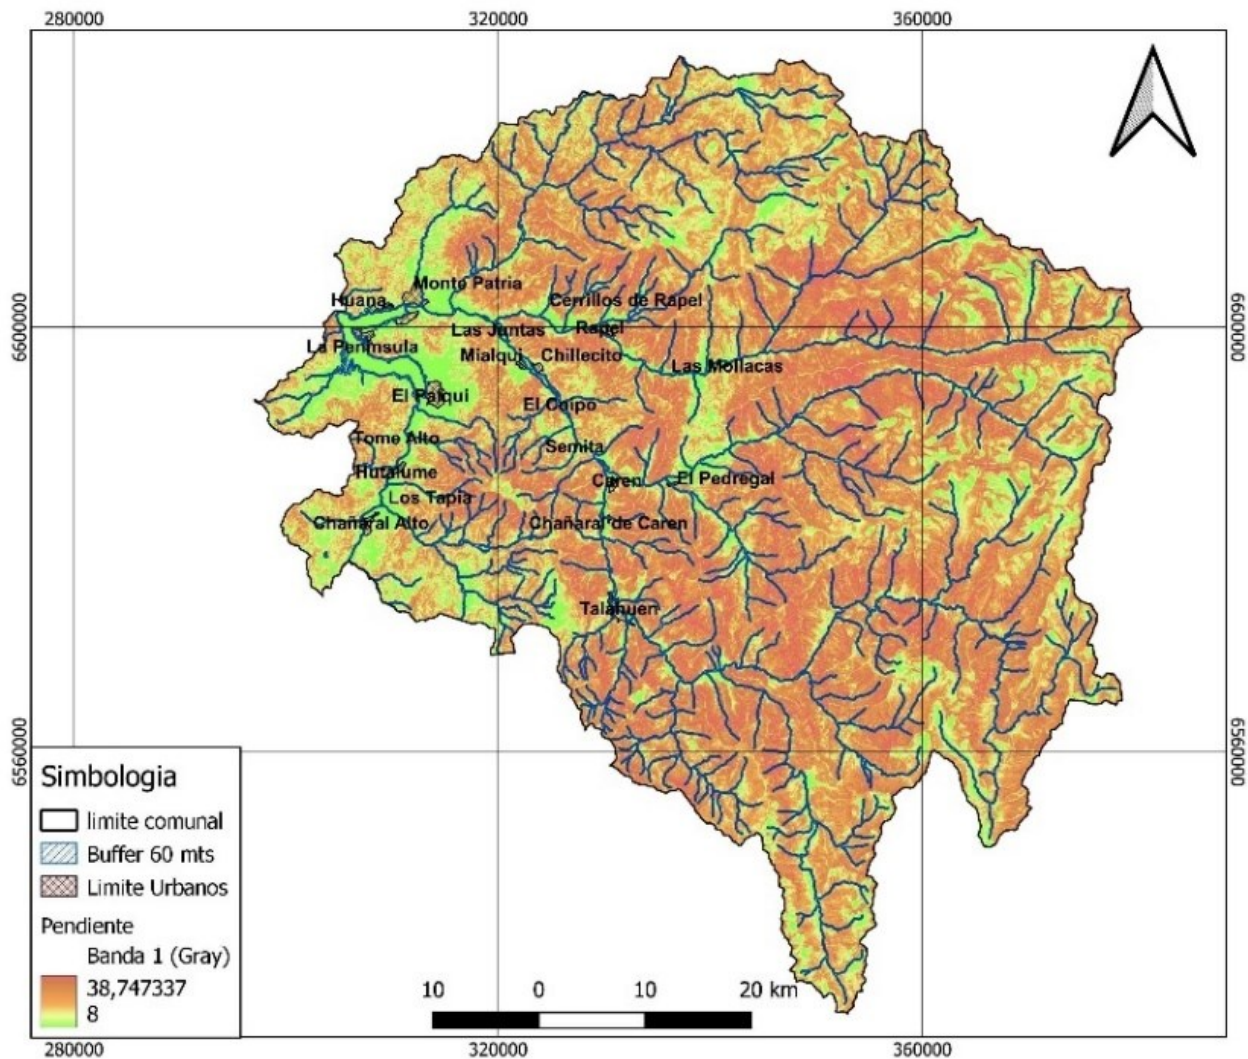 280000
320000
360000
6600000
6600000
Monte Patria
Huana
Cerrillos de Rapel
Las Juntas
Rapel
La Peninsula
Mialqui
Chillecito
Las Mollacas
El Palqui
El Coipo
Tome Alto
Semita
Huatulume
Caren
El Pedregal
Los Tapia
Chañaral Alto
Chañaral de Caren
Talahuen
6560000
6560000
Simbologia
limite comunal
Buffer 60 mts
Limite Urbanos
Pendiente
Banda 1 (Gray)
38,747337
8
10
0
10
20 km
280000
320000
360000